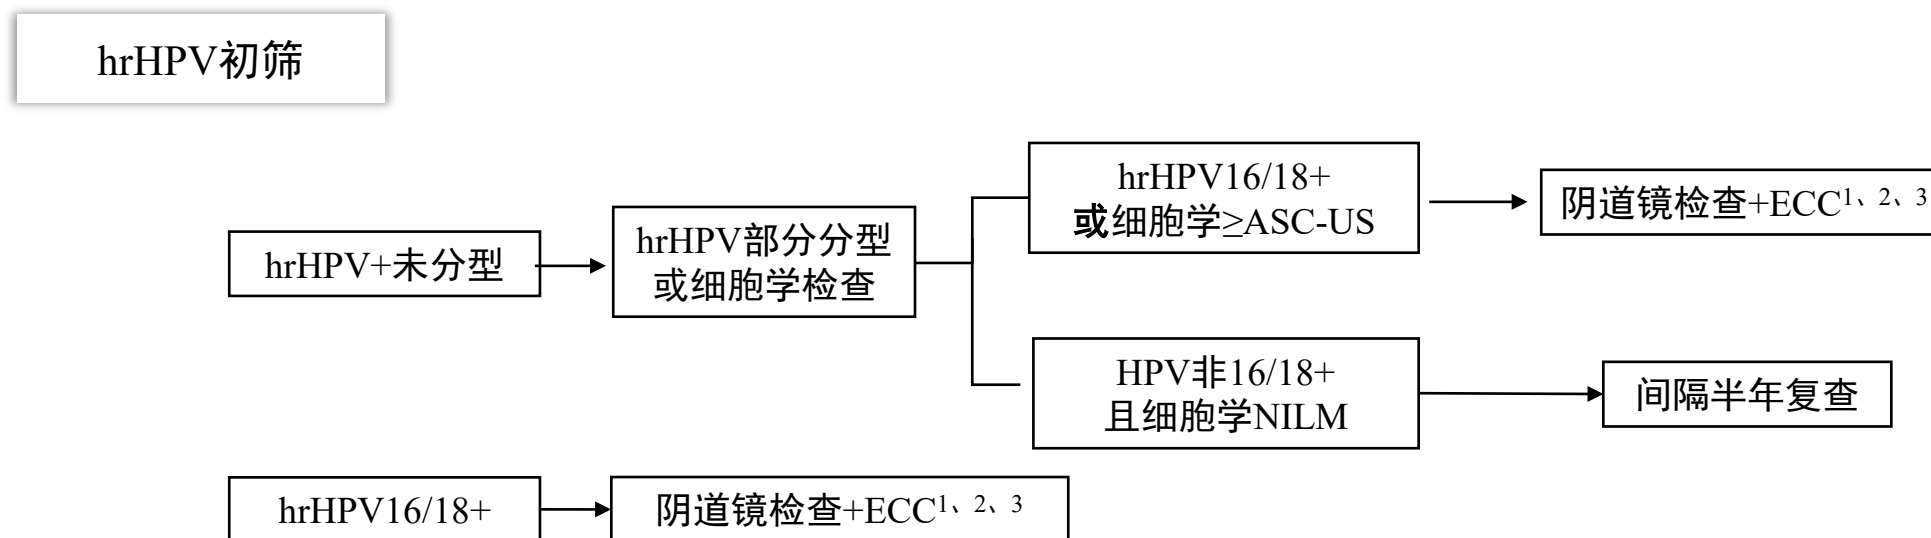 hrHPV初筛
hrHPV+未分型
hrHPV部分分型
或细胞学检查
hrHPV16/18+
或细胞学≥ASC-US
阴道镜检查+ECC1、2、3
HPV非16/18+
且细胞学NILM
间隔半年复查
hrHPV16/18+
阴道镜检查+ECC1、2、3